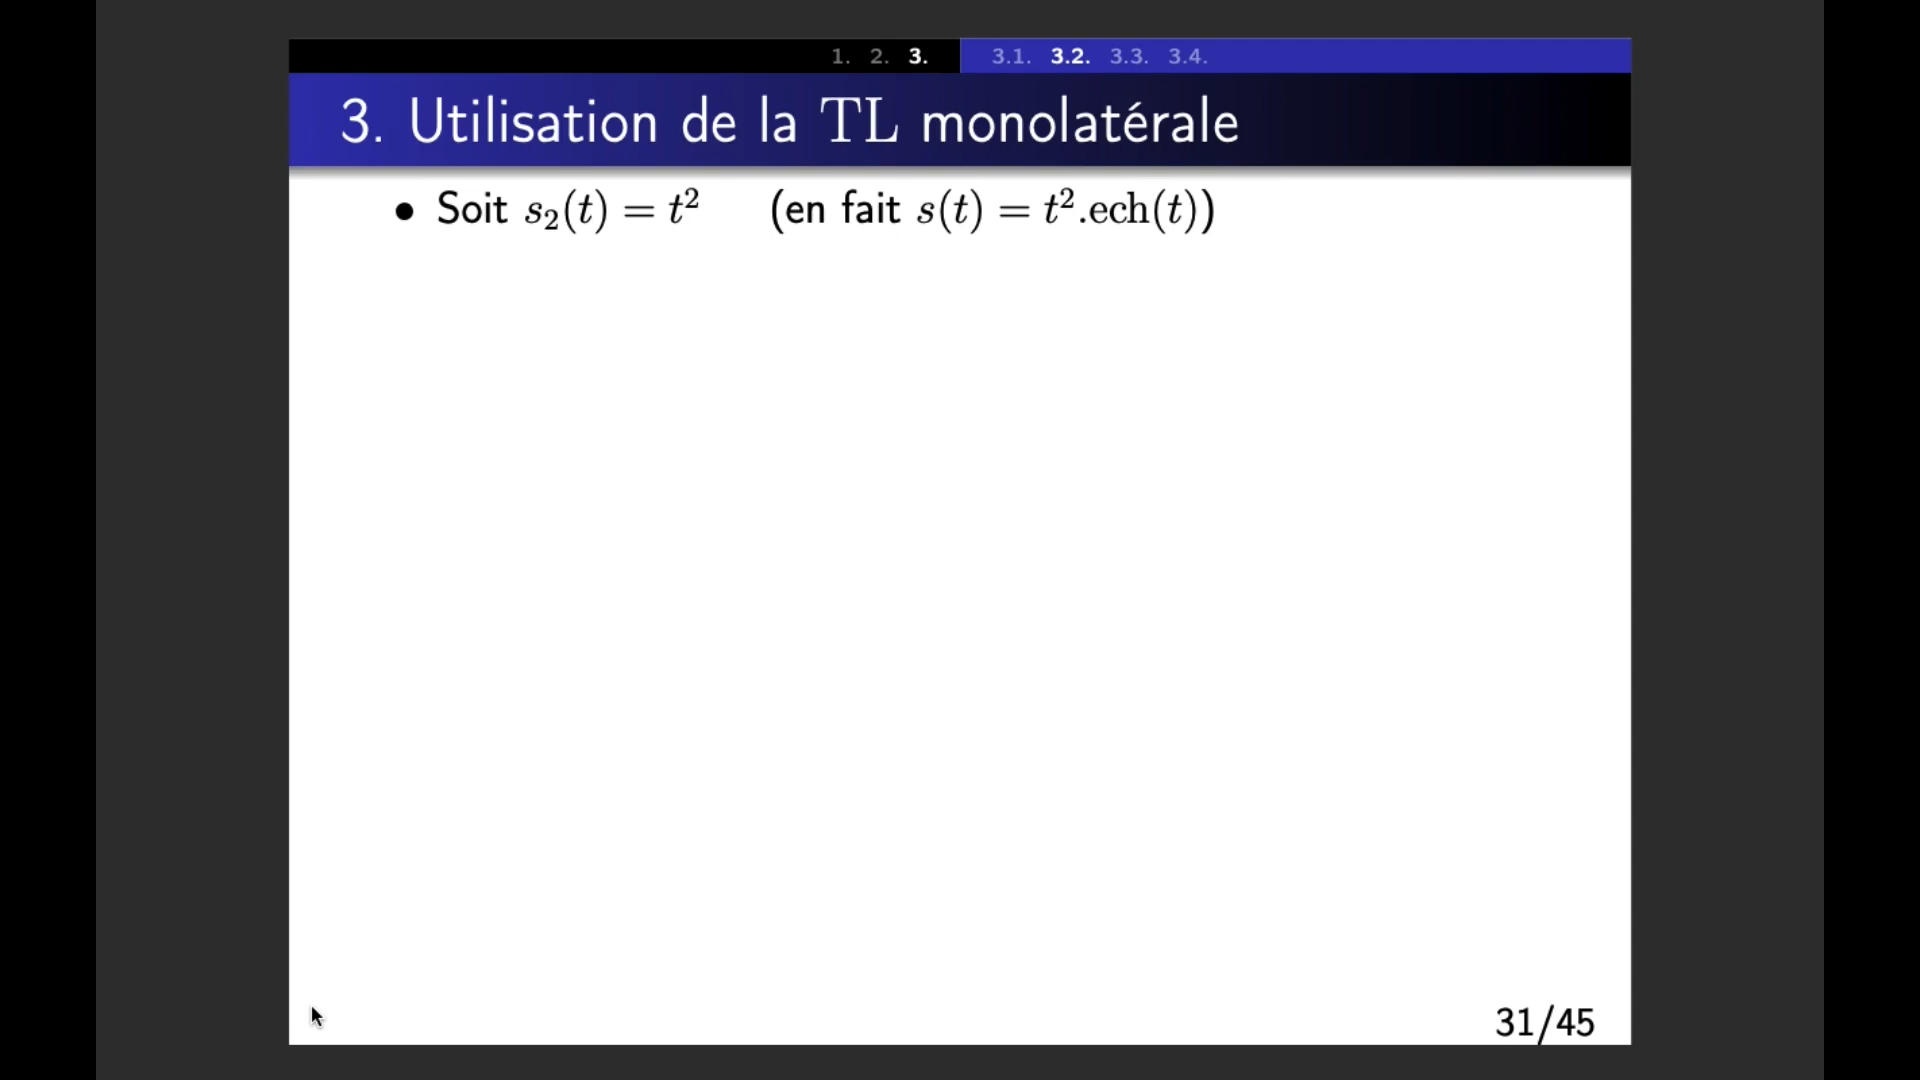 1. 2. 3. 3.1. 3.2. 3.3. 3.4.
3. Utilisation de la TL monolatérale
• Soit s₂(t) = t² (en fait s(t) = t².ech(t))
31/45